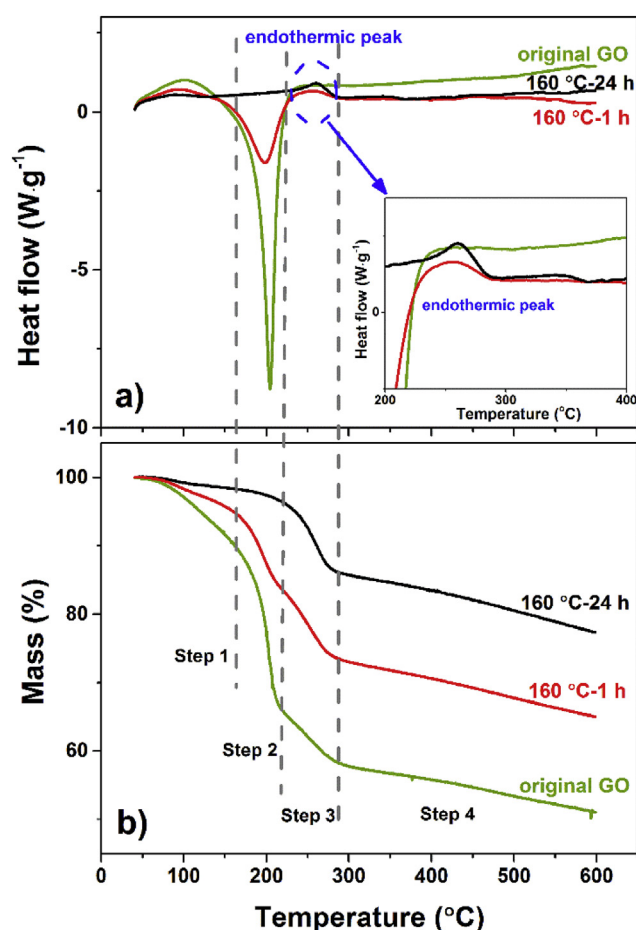 endothermic peak
original GO
160 °C-24 h
160 °C-1 h
0
-5
-10
Heat flow (W·g⁻¹)
a)
Heat flow (W·g⁻¹)
0
endothermic peak
200 300 400
Temperature (°C)
100
80
60
Mass (%)
160 °C-24 h
160 °C-1 h
original GO
Step 1
Step 2
Step 3
Step 4
b)
0 100 200 300 400 500 600
Temperature (°C)